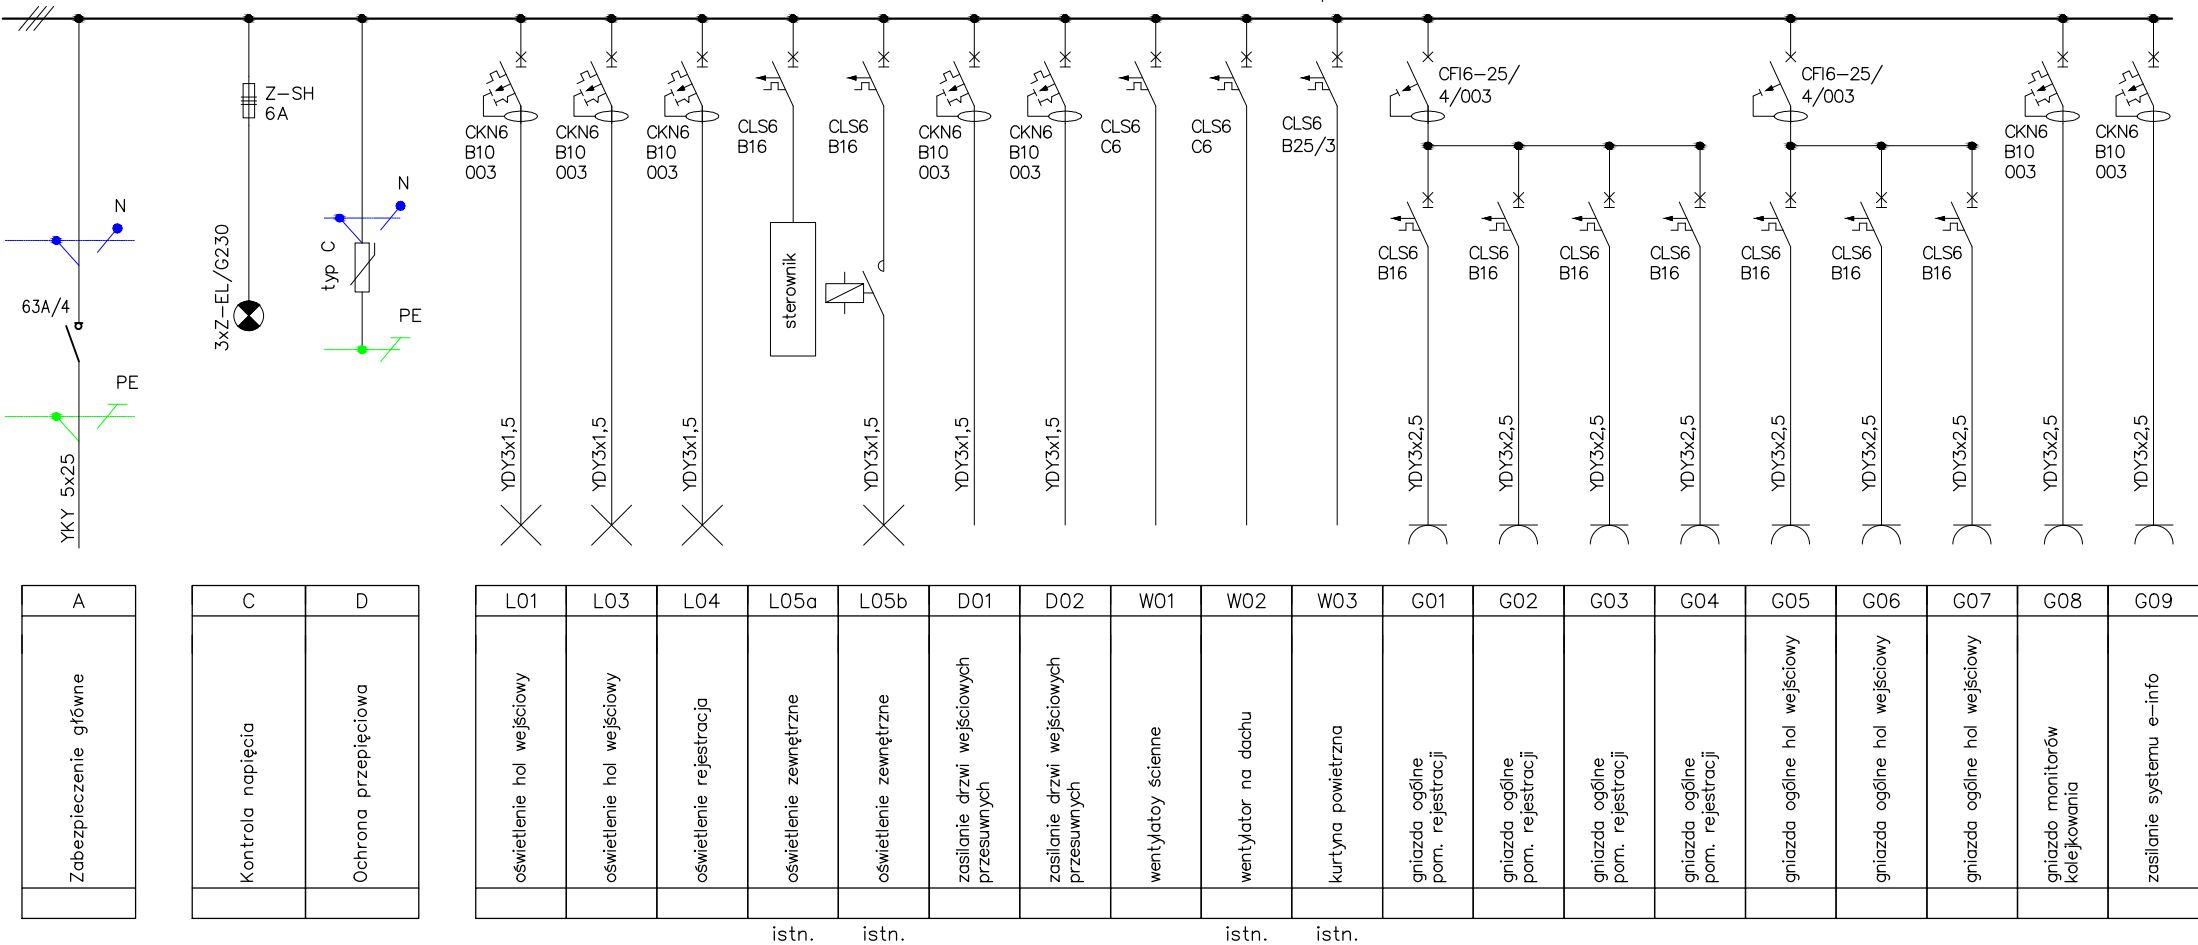 Z-SH
6A
3xZ-EL/G230
63A/4
N
PE
YKY 5x25
N
typ C
PE
CKN6
B10
003
YDY3x1,5
CKN6
B10
003
YDY3x1,5
CKN6
B10
003
YDY3x1,5
CLS6
B16
sterownik
CLS6
B16
YDY3x1,5
CKN6
B10
003
YDY3x1,5
CKN6
B10
003
YDY3x1,5
CLS6
C6
CLS6
C6
CLS6
B25/3
CFI6-25/
4/003
CLS6
B16
YDY3x2,5
CLS6
B16
YDY3x2,5
CLS6
B16
YDY3x2,5
CLS6
B16
YDY3x2,5
CFI6-25/
4/003
CLS6
B16
YDY3x2,5
CLS6
B16
YDY3x2,5
CLS6
B16
YDY3x2,5
CKN6
B10
003
YDY3x2,5
CKN6
B10
003
YDY3x2,5
A
Zabezpieczenie główne
C
Kontrola napięcia
D
Ochrona przepięciowa
L01
oświetlenie hol wejściowy
L03
oświetlenie hol wejściowy
L04
oświetlenie rejestracja
L05a
oświetlenie zewnętrzne
istn.
L05b
oświetlenie zewnętrzne
istn.
D01
zasilanie drzwi wejściowych
przesuwnych
D02
zasilanie drzwi wejściowych
przesuwnych
W01
wentylatoy ścienne
W02
wentylator na dachu
istn.
W03
kurtyna powietrzna
istn.
G01
gniazda ogólne
pom. rejestracji
G02
gniazda ogólne
pom. rejestracji
G03
gniazda ogólne
pom. rejestracji
G04
gniazda ogólne
pom. rejestracji
G05
gniazda ogólne hol wejściowy
G06
gniazda ogólne hol wejściowy
G07
gniazda ogólne hol wejściowy
G08
gniazdo monitorów
kolejkowania
G09
zasilanie systemu e-info